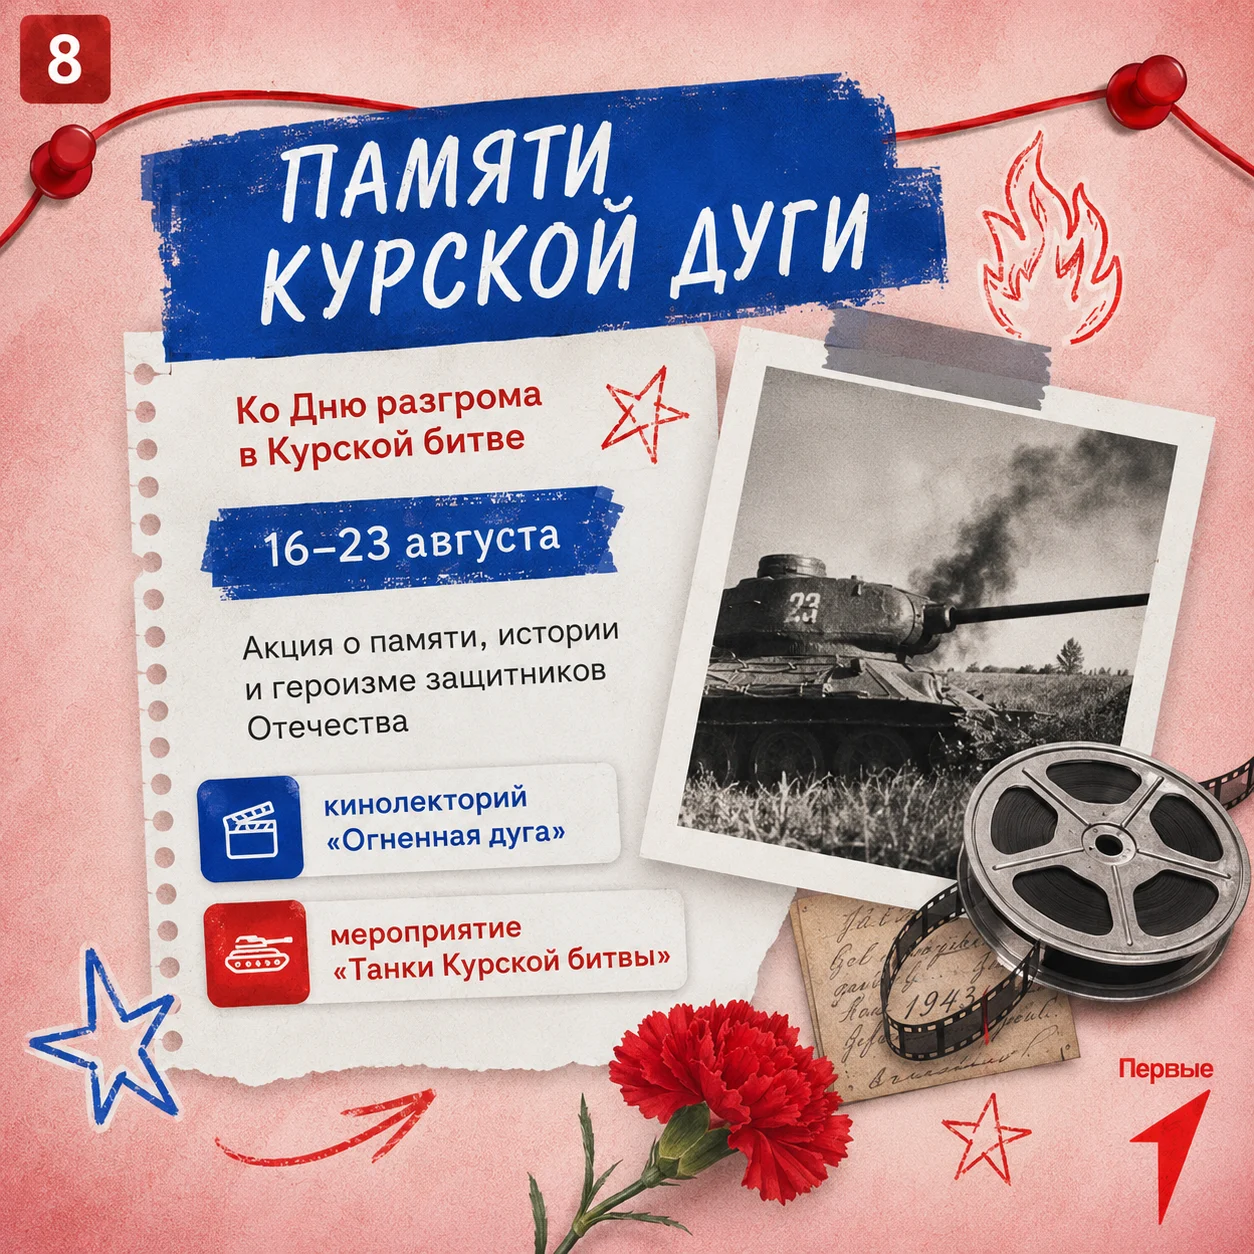 8
ПАМЯТИ
КУРСКОЙ ДУГИ
Ко Дню разгрома
в Курской битве
16–23 августа
Акция о памяти, истории
и героизме защитников
Отечества
кинолекторий
«Огненная дуга»
мероприятие
«Танки Курской битвы»
23
1943
Первые